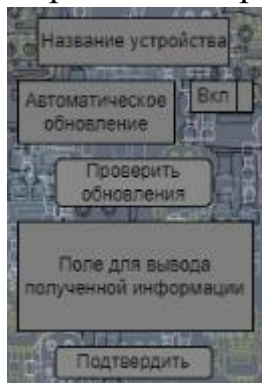 Название устройства
Автоматическое Вкл
обновление
Проверить
обновления
Поле для вывода
полученной информации
Подтвердить